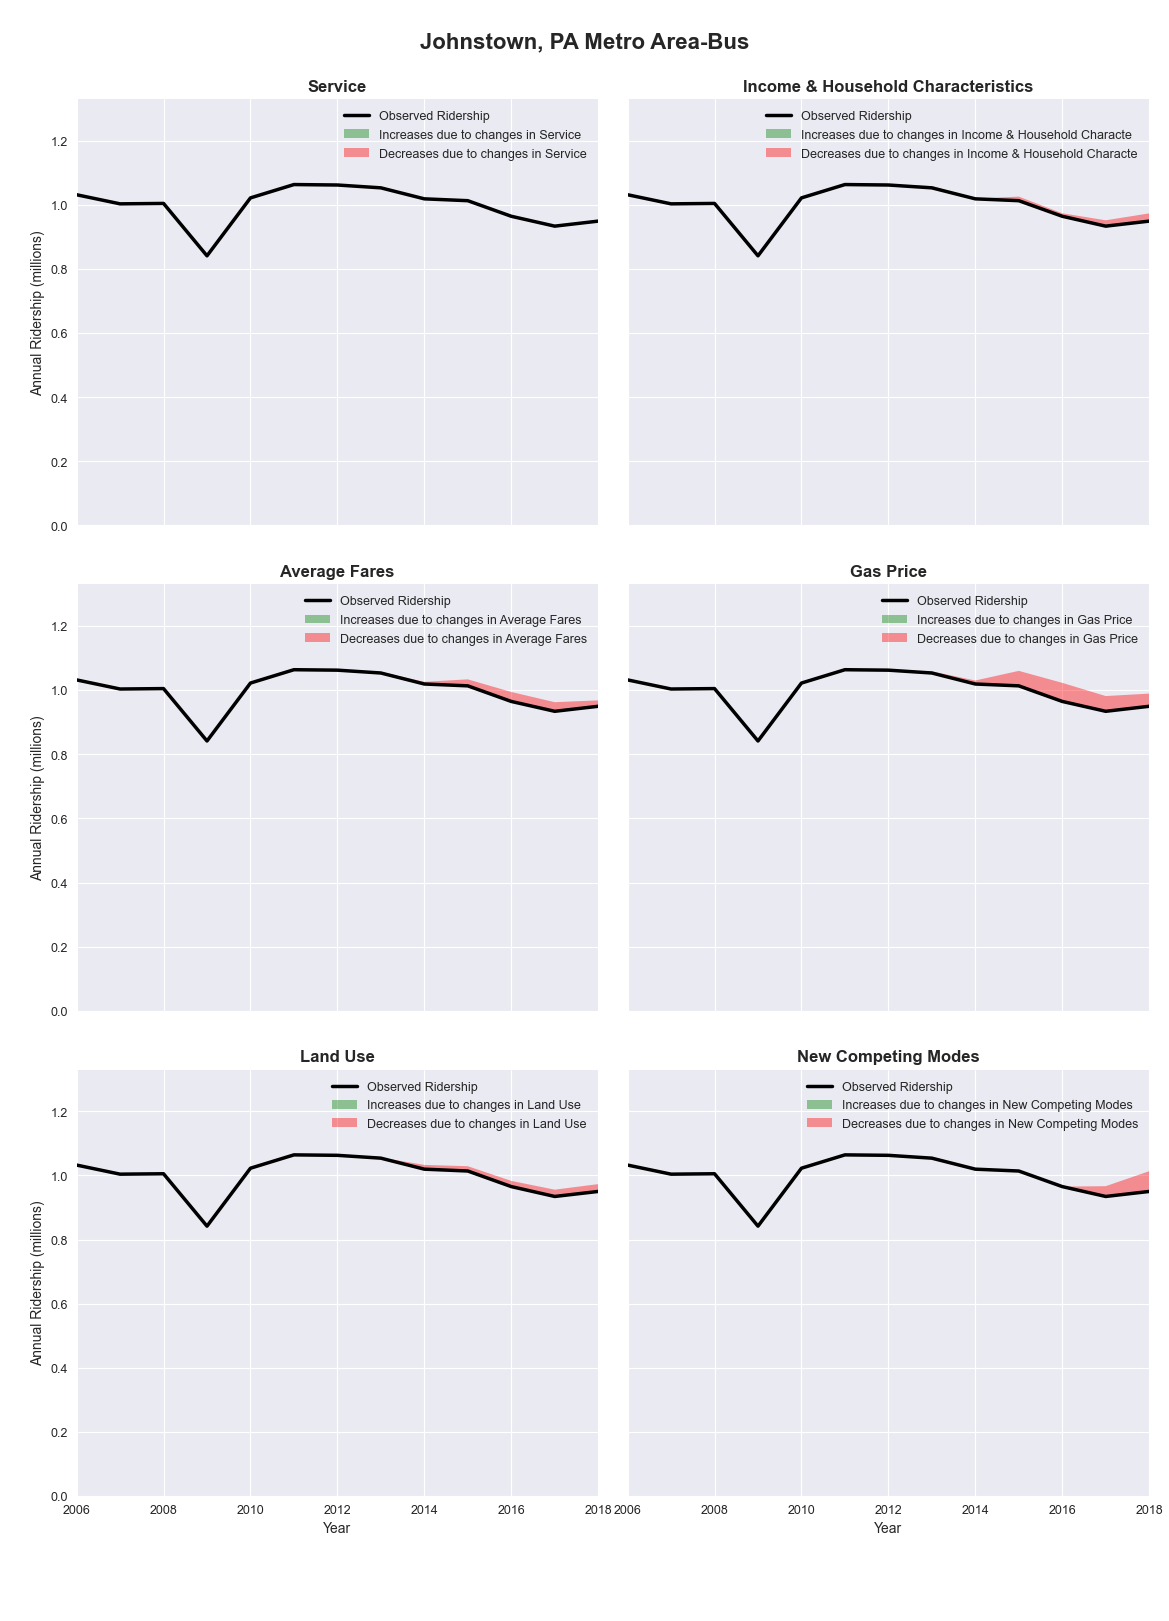 Johnstown, PA Metro Area-Bus
Service
Observed Ridership
Increases due to changes in Service
Decreases due to changes in Service
Annual Ridership (millions)
1.2
1.0
0.8
0.6
0.4
0.2
0.0
Income & Household Characteristics
Observed Ridership
Increases due to changes in Income & Household Characte
Decreases due to changes in Income & Household Characte
Average Fares
Observed Ridership
Increases due to changes in Average Fares
Decreases due to changes in Average Fares
Annual Ridership (millions)
1.2
1.0
0.8
0.6
0.4
0.2
0.0
Gas Price
Observed Ridership
Increases due to changes in Gas Price
Decreases due to changes in Gas Price
Land Use
Observed Ridership
Increases due to changes in Land Use
Decreases due to changes in Land Use
Annual Ridership (millions)
1.2
1.0
0.8
0.6
0.4
0.2
0.0
2006 2008 2010 2012 2014 2016 2018
Year
New Competing Modes
Observed Ridership
Increases due to changes in New Competing Modes
Decreases due to changes in New Competing Modes
2006 2008 2010 2012 2014 2016 2018
Year